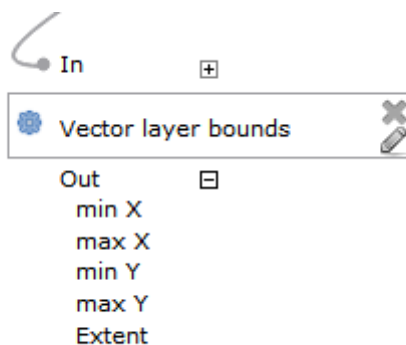 In
Vector layer bounds
Out
min X
max X
min Y
max Y
Extent